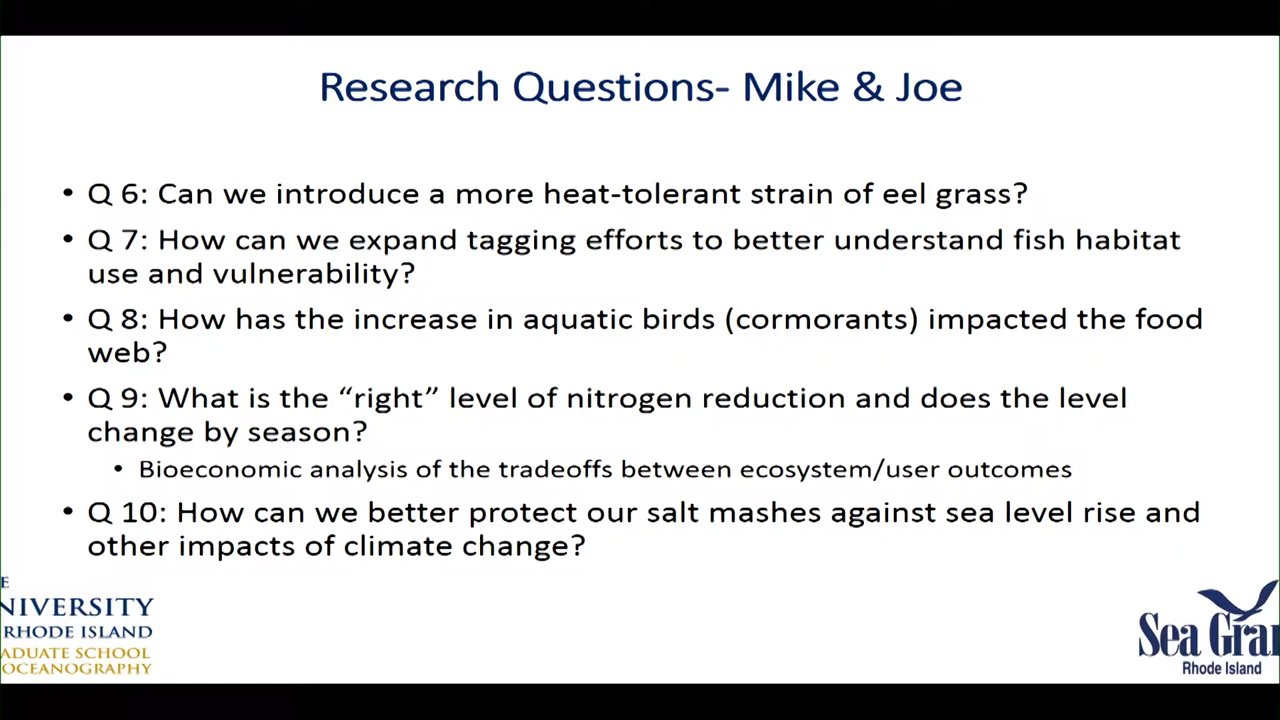 Research Questions- Mike & Joe
• Q 6: Can we introduce a more heat-tolerant strain of eel grass?
• Q 7: How can we expand tagging efforts to better understand fish habitat
use and vulnerability?
• Q 8: How has the increase in aquatic birds (cormorants) impacted the food
web?
• Q 9: What is the “right” level of nitrogen reduction and does the level
change by season?
• Bioeconomic analysis of the tradeoffs between ecosystem/user outcomes
• Q 10: How can we better protect our salt mashes against sea level rise and
other impacts of climate change?
E
NIVERSITY
RHODE ISLAND
ADUATE SCHOOL
OCEANOGRAPHY
Sea Gran
Rhode Island